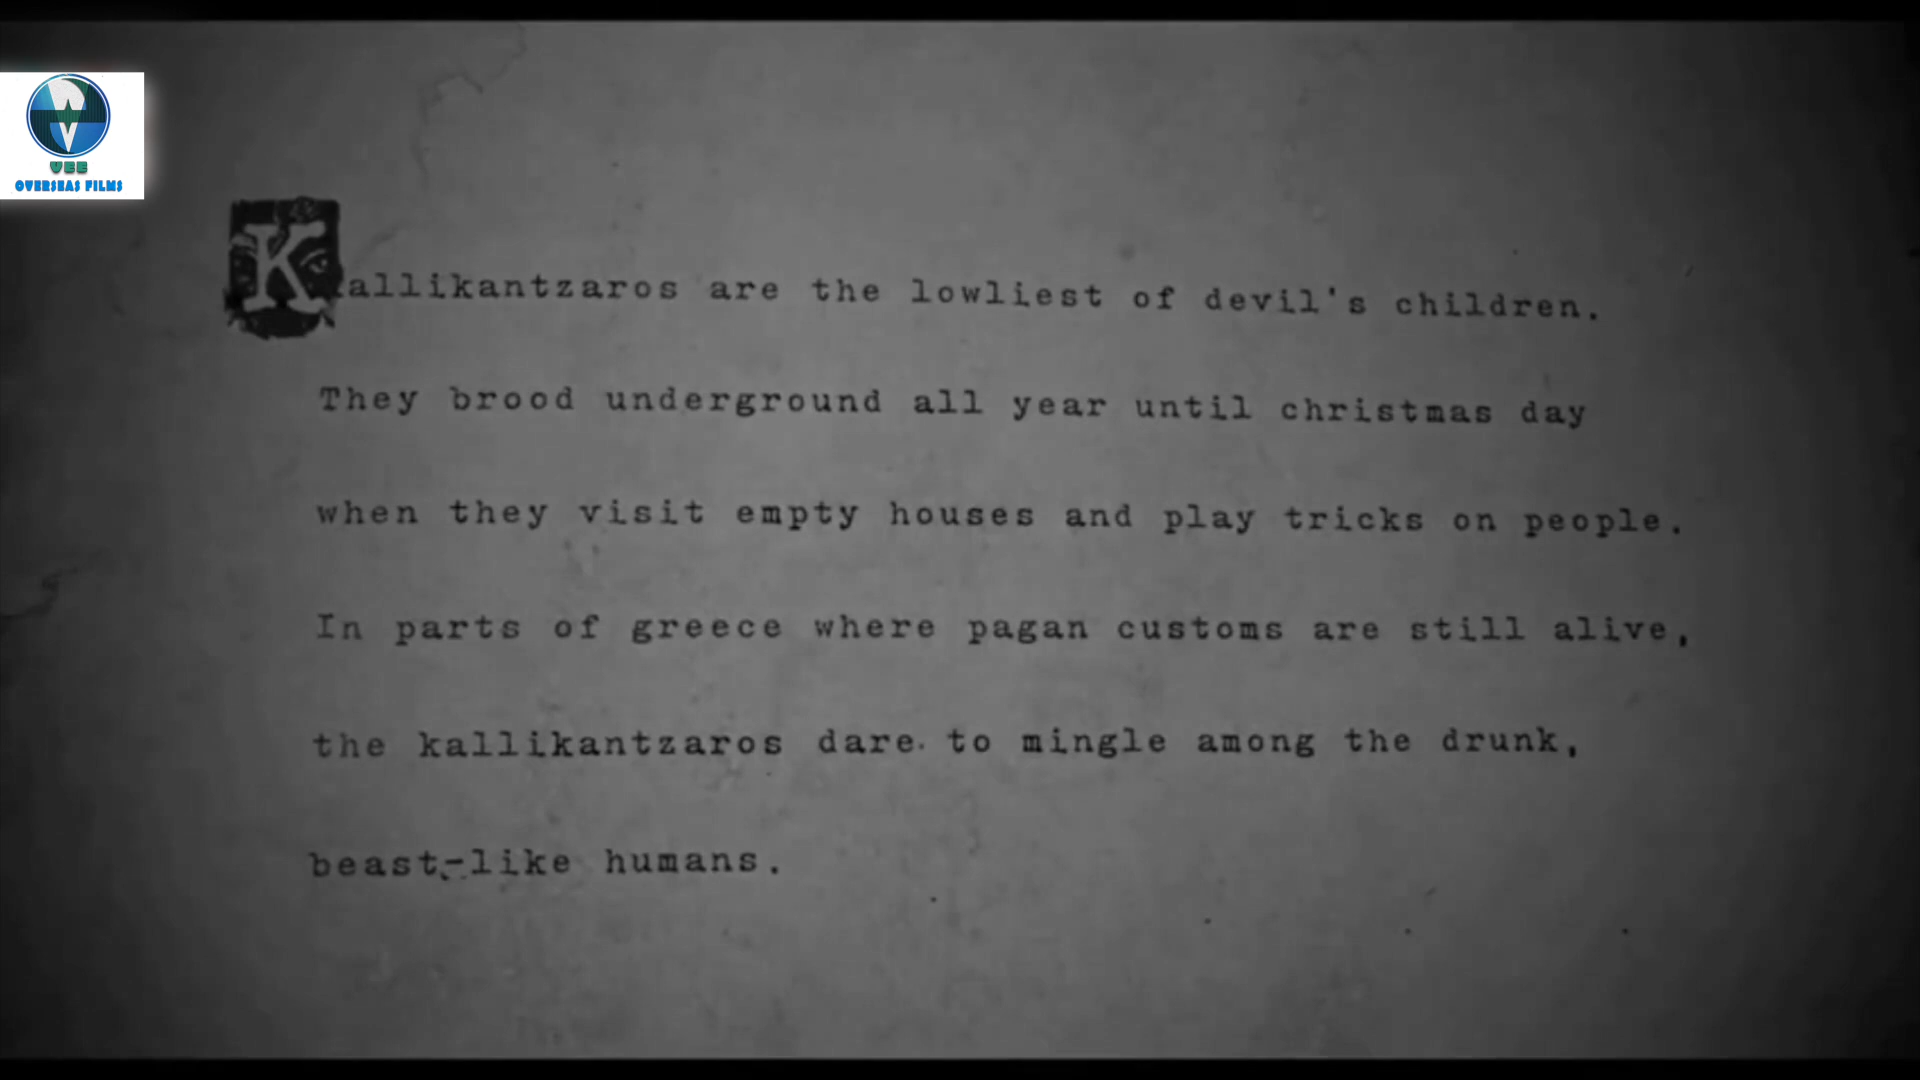 VEE
OVERSEAS FILMS
Kallikantzaros are the lowliest of devil's children.
They brood underground all year until christmas day
when they visit empty houses and play tricks on people.
In parts of greece where pagan customs are still alive,
the kallikantzaros dare to mingle among the drunk,
beast-like humans.